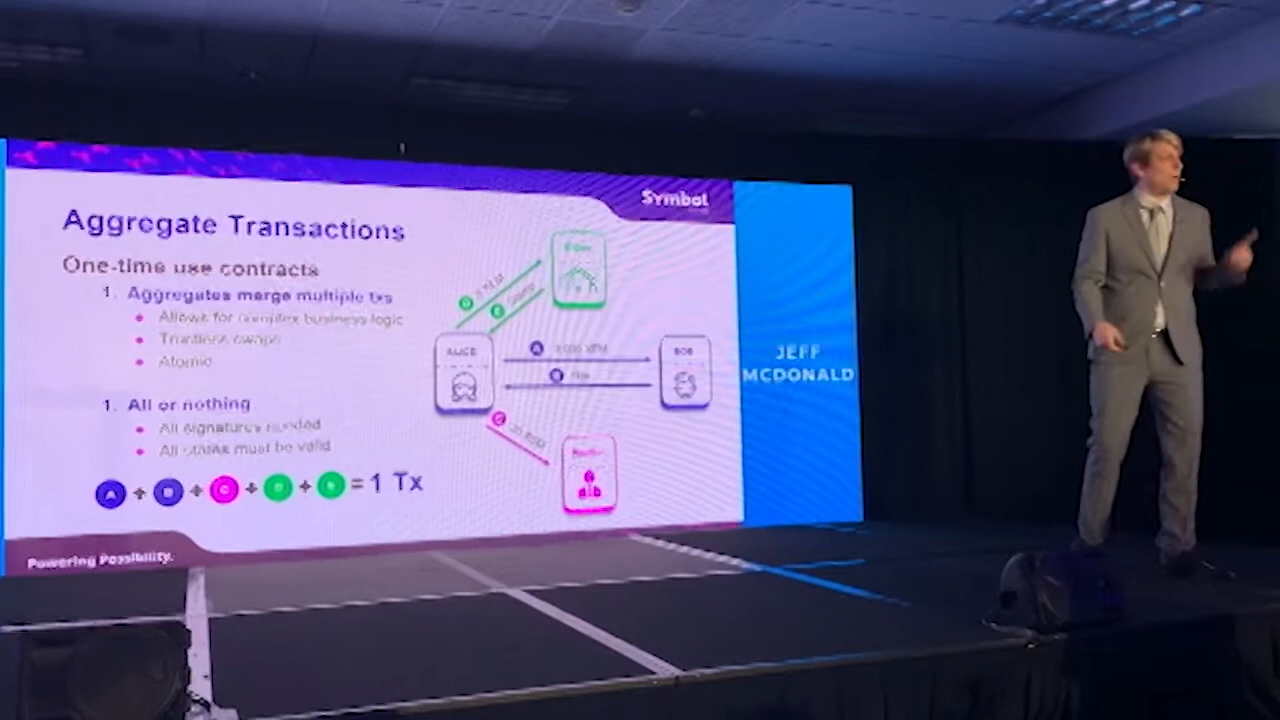 Symbol
Aggregate Transactions
One-time use contracts
1. Aggregates merge multiple txs
• Allows for complex business logic
• Trustless swaps
• Atomic
1. All or nothing
• All signatures needed
• All states must be valid
A + B + C + D + E = 1 Tx
ALICE
BOB
A
B
C
D
E
Powering Possibility.
JEFF
MCDONALD